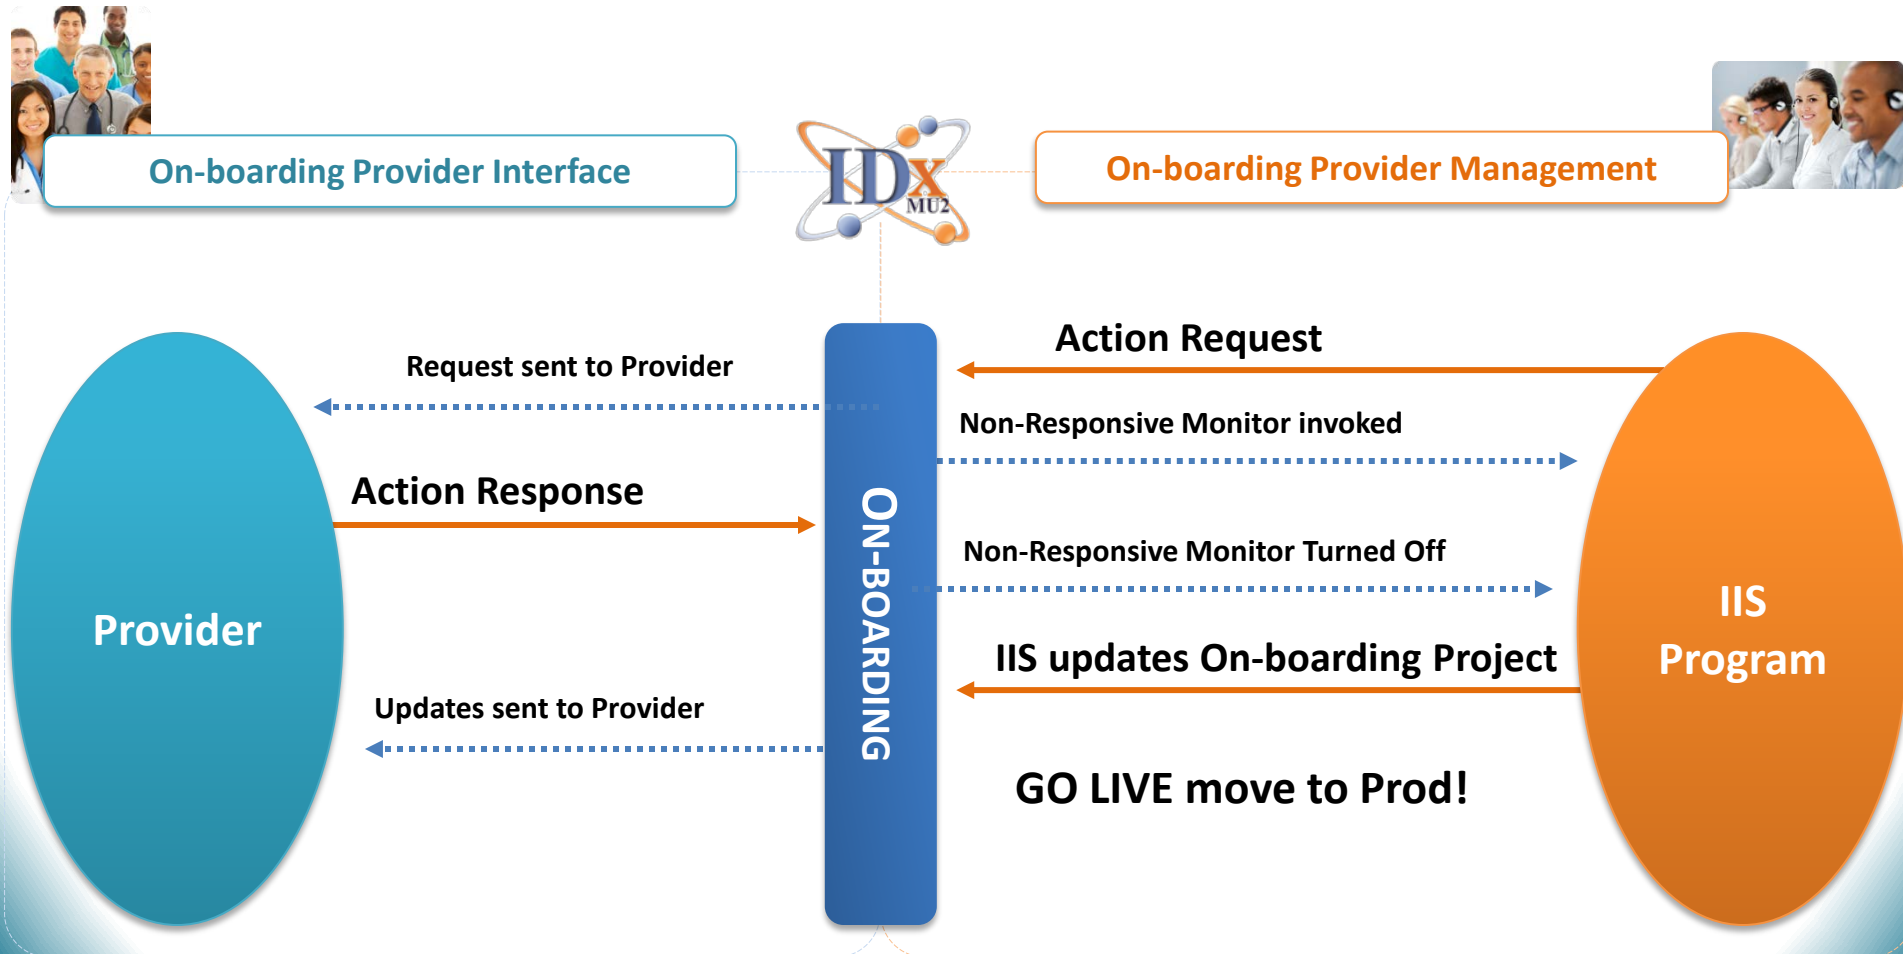 On-boarding Provider Interface
IDx
MU2
On-boarding Provider Management
Action Request
Request sent to Provider
Non-Responsive Monitor invoked
Action Response
Non-Responsive Monitor Turned Off
ON-BOARDING
Provider
IIS
Program
IIS updates On-boarding Project
Updates sent to Provider
GO LIVE move to Prod!